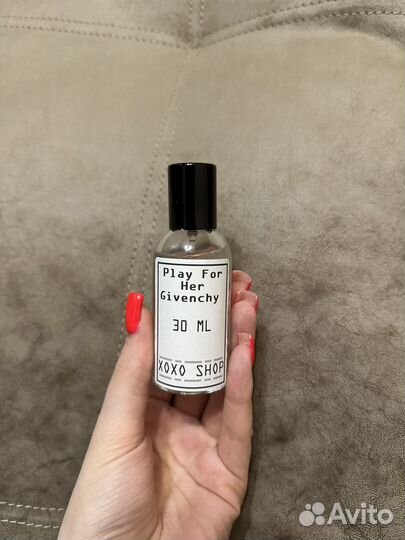 Play For
Her
Givenchy
30 ML
XOXO SHOP
Avito